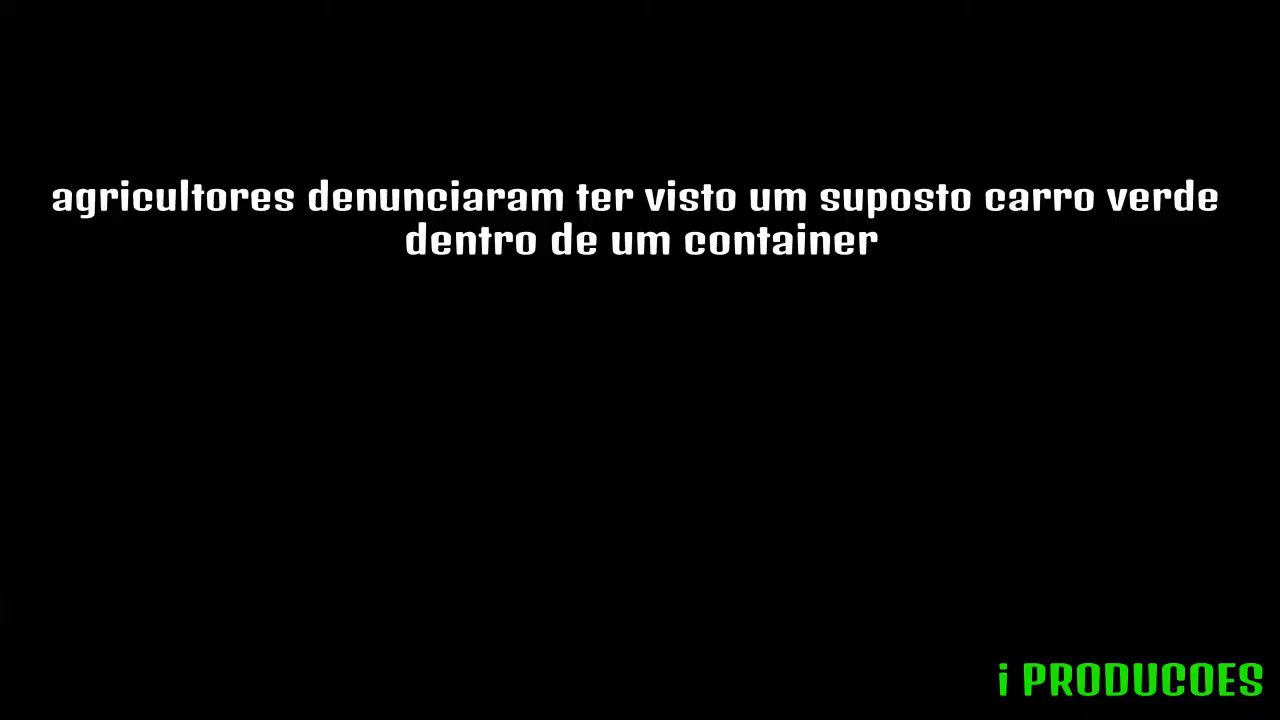 agricultores denunciaram ter visto um suposto carro verde
dentro de um container
i PRODUCOES